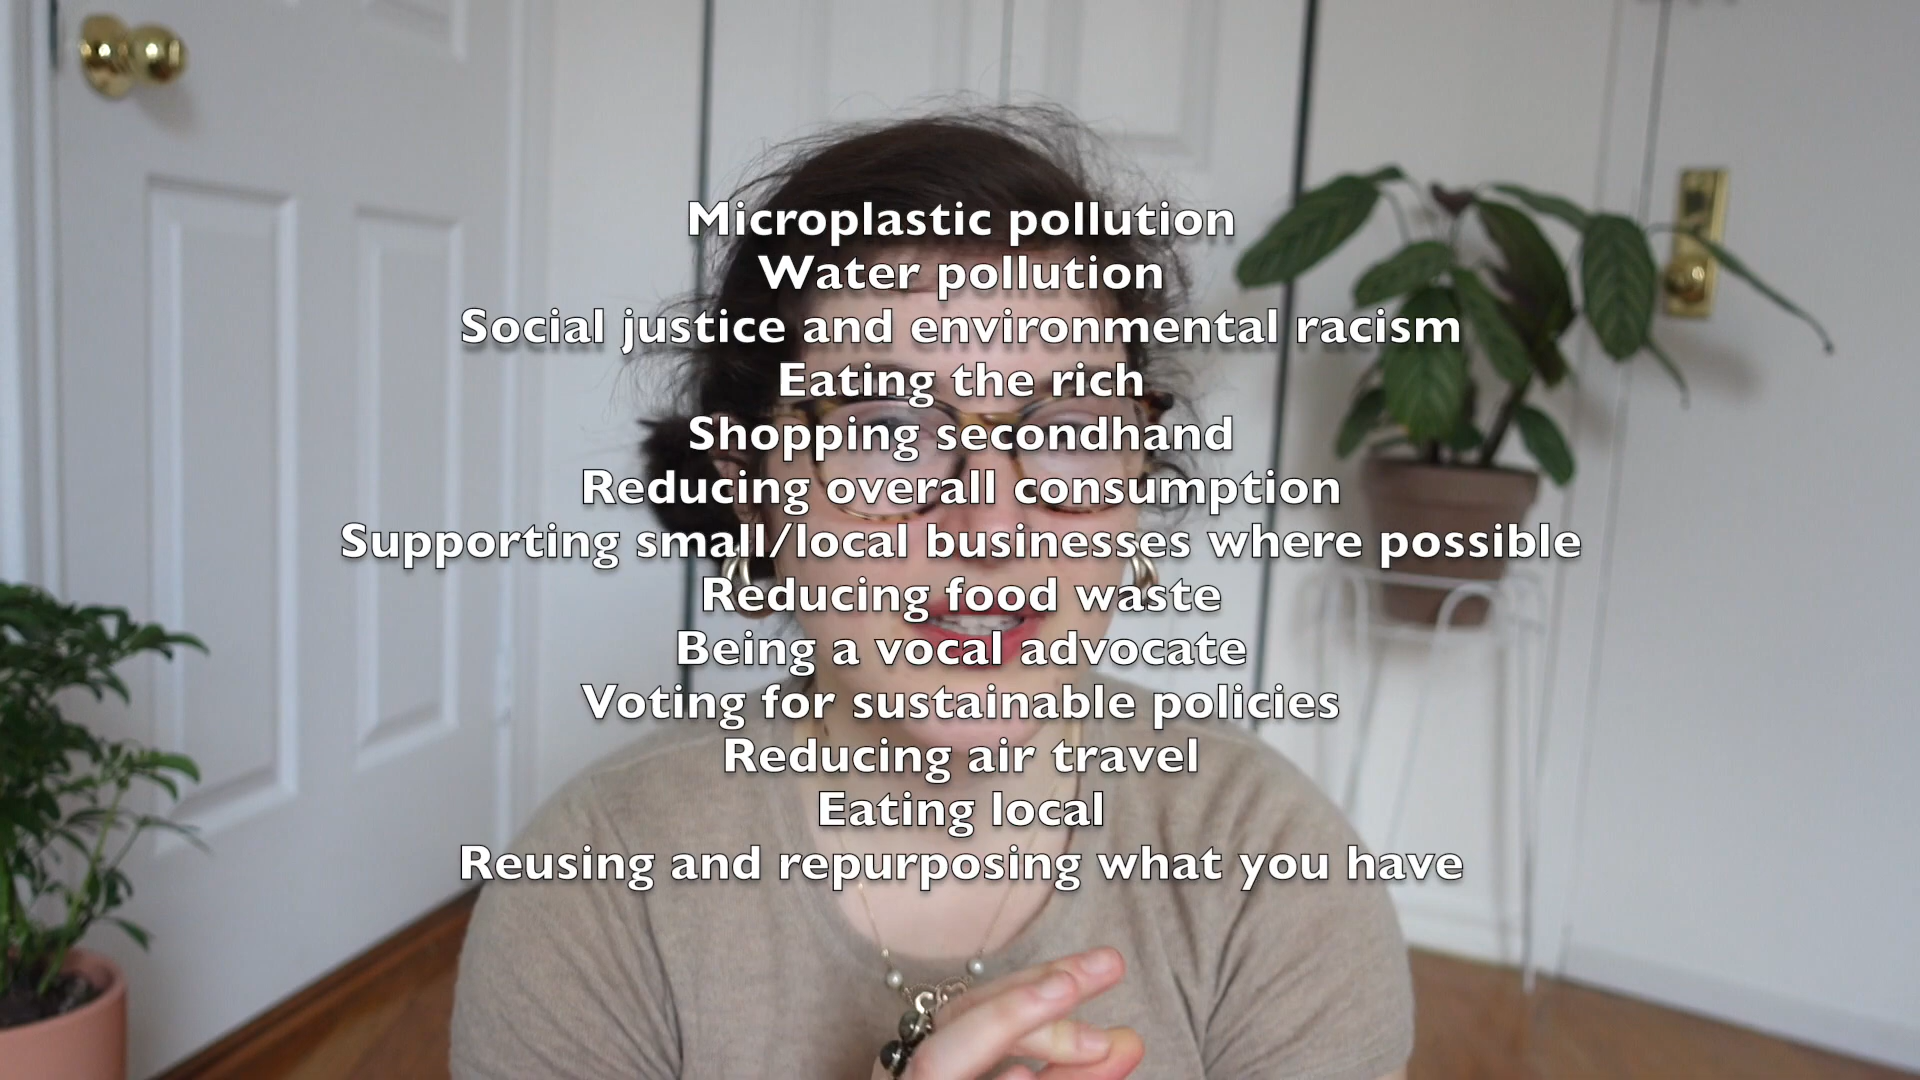 Microplastic pollution
Water pollution
Social justice and environmental racism
Eating the rich
Shopping secondhand
Reducing overall consumption
Supporting small/local businesses where possible
Reducing food waste
Being a vocal advocate
Voting for sustainable policies
Reducing air travel
Eating local
Reusing and repurposing what you have